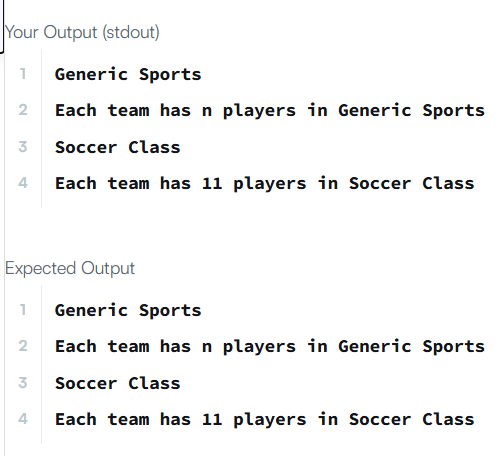 Your Output (stdout)
1 Generic Sports
2 Each team has n players in Generic Sports
3 Soccer Class
4 Each team has 11 players in Soccer Class
Expected Output
1 Generic Sports
2 Each team has n players in Generic Sports
3 Soccer Class
4 Each team has 11 players in Soccer Class